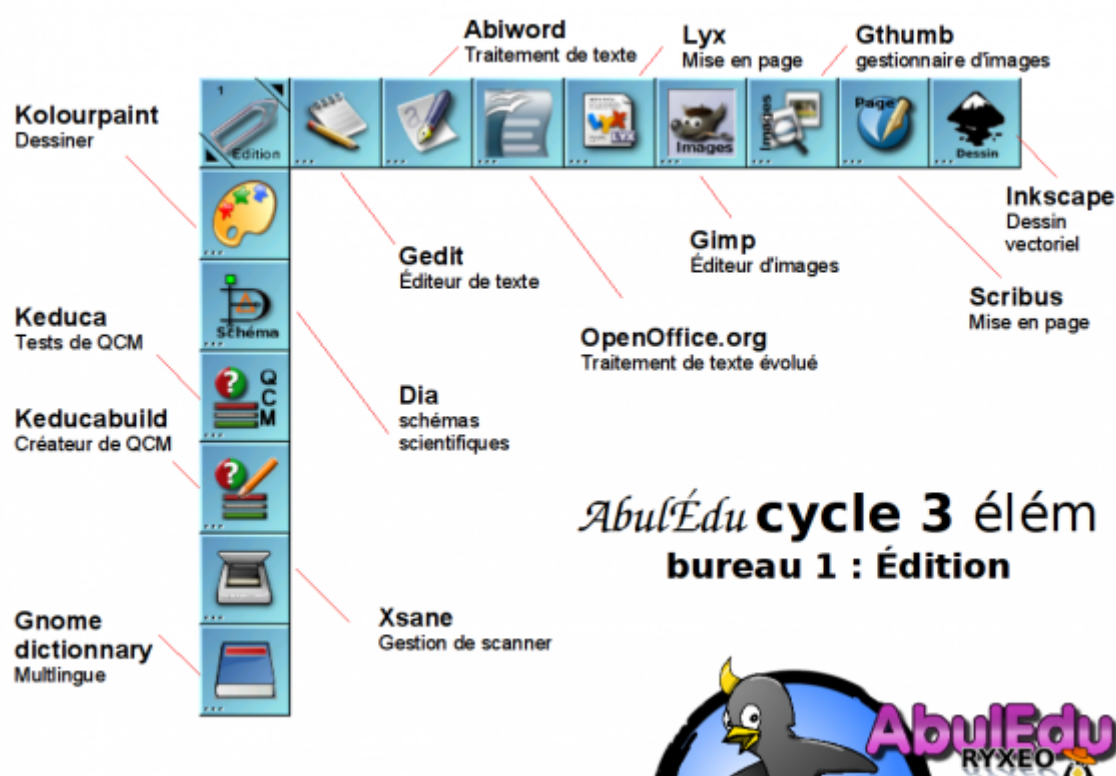 Abiword
Traitement de texte
Lyx
Mise en page
Gthumb
gestionnaire d'images
Kolourpaint
Dessiner
1
Édition
LYX
Images
Images
Page
Dessin
Inkscape
Dessin
vectoriel
Gedit
Éditeur de texte
Gimp
Éditeur d'images
Scribus
Mise en page
Schéma
Keduca
Tests de QCM
OpenOffice.org
Traitement de texte évolué
QCM
Dia
schémas
scientifiques
Keducabuild
Créateur de QCM
AbulÉdu cycle 3 élém
bureau 1 : Édition
Xsane
Gestion de scanner
Gnome
dictionnary
Multlingue
AbulEdu
RYXEO